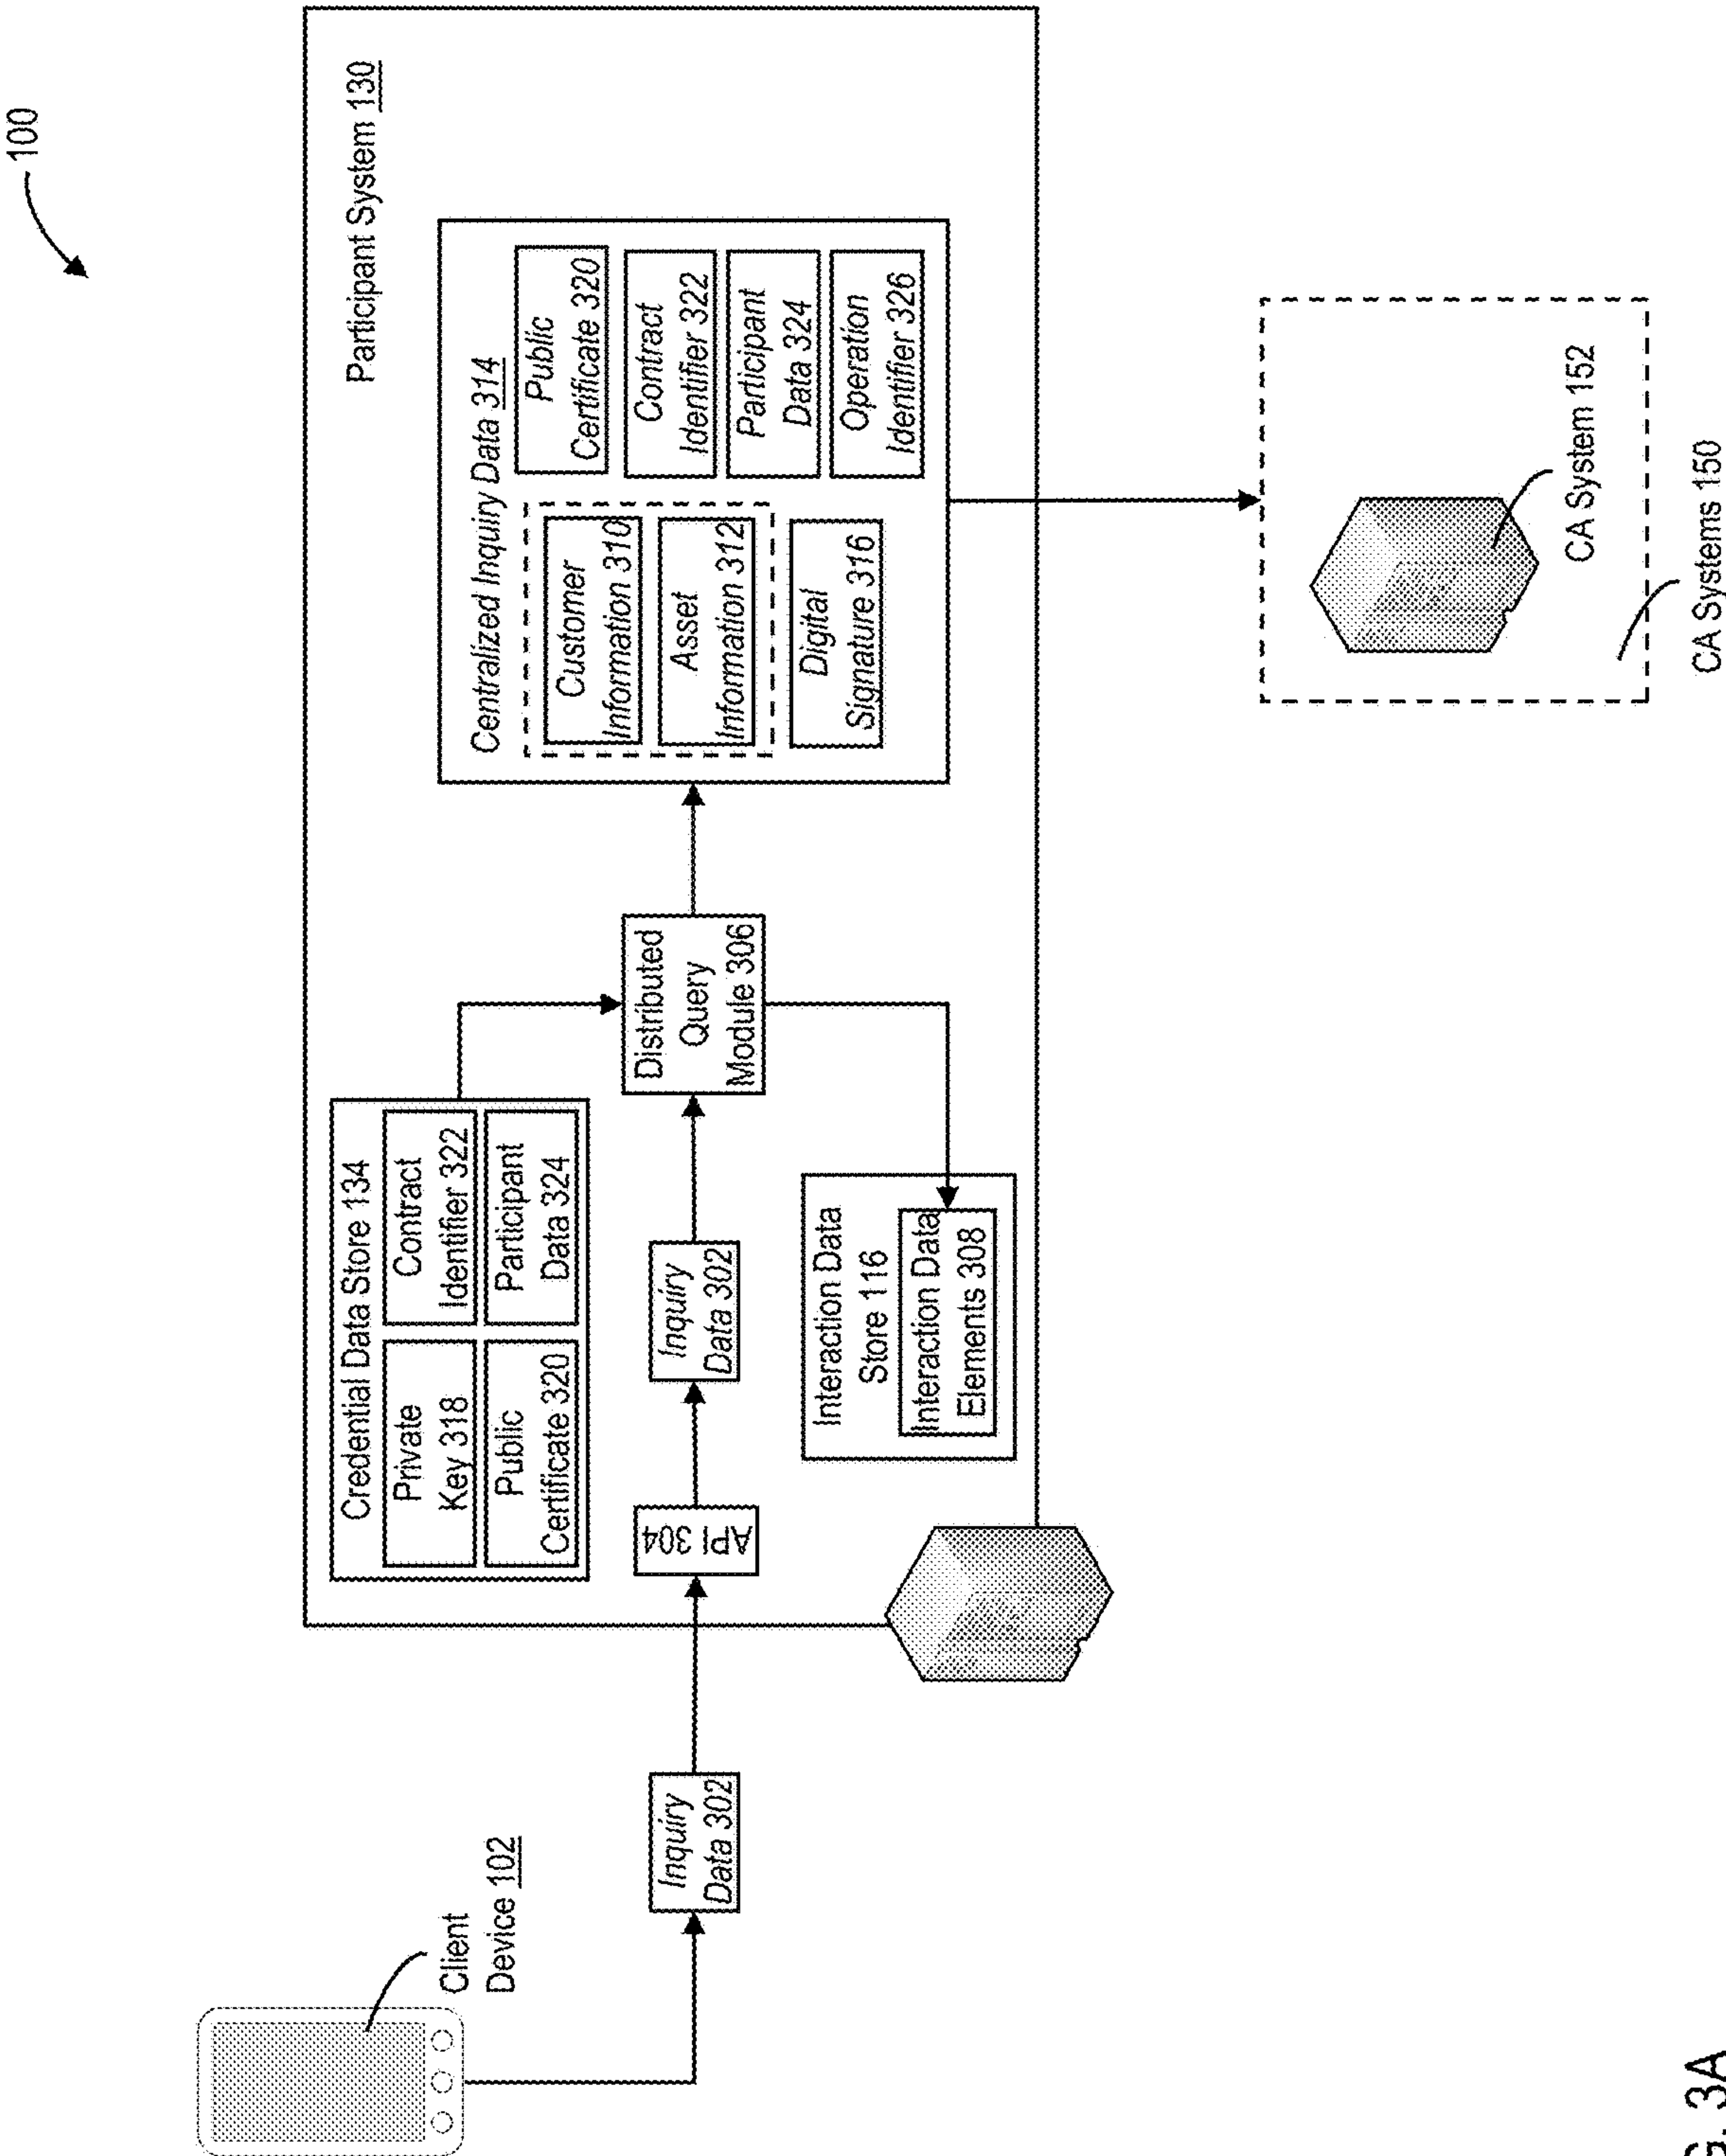 100
Participant System 130
Client
Device 102
Inquiry
Data 302
API 304
Credential Data Store 134
Private
Key 318
Contract
Identifier 322
Public
Certificate 320
Participant
Data 324
Inquiry
Data 302
Distributed
Query
Module 306
Interaction Data
Store 116
Interaction Data
Elements 308
Centralized Inquiry Data 314
Customer
Information 310
Asset
Information 312
Digital
Signature 316
Public
Certificate 320
Contract
Identifier 322
Participant
Data 324
Operation
Identifier 326
CA System 152
CA Systems 150
G. 3A